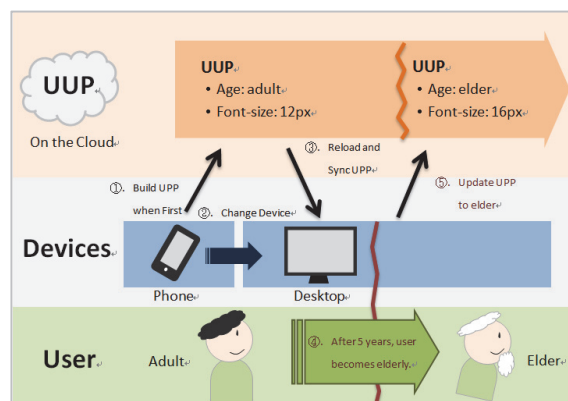 UUP
On the Cloud
UUP
• Age: adult
• Font-size: 12px
UUP
• Age: elder
• Font-size: 16px
①. Build UPP
when First
②. Change Device
③. Reload and
Sync UPP
⑤. Update UPP
to elder
Devices
Phone
Desktop
User
Adult
④. After 5 years, user
becomes elderly.
Elder